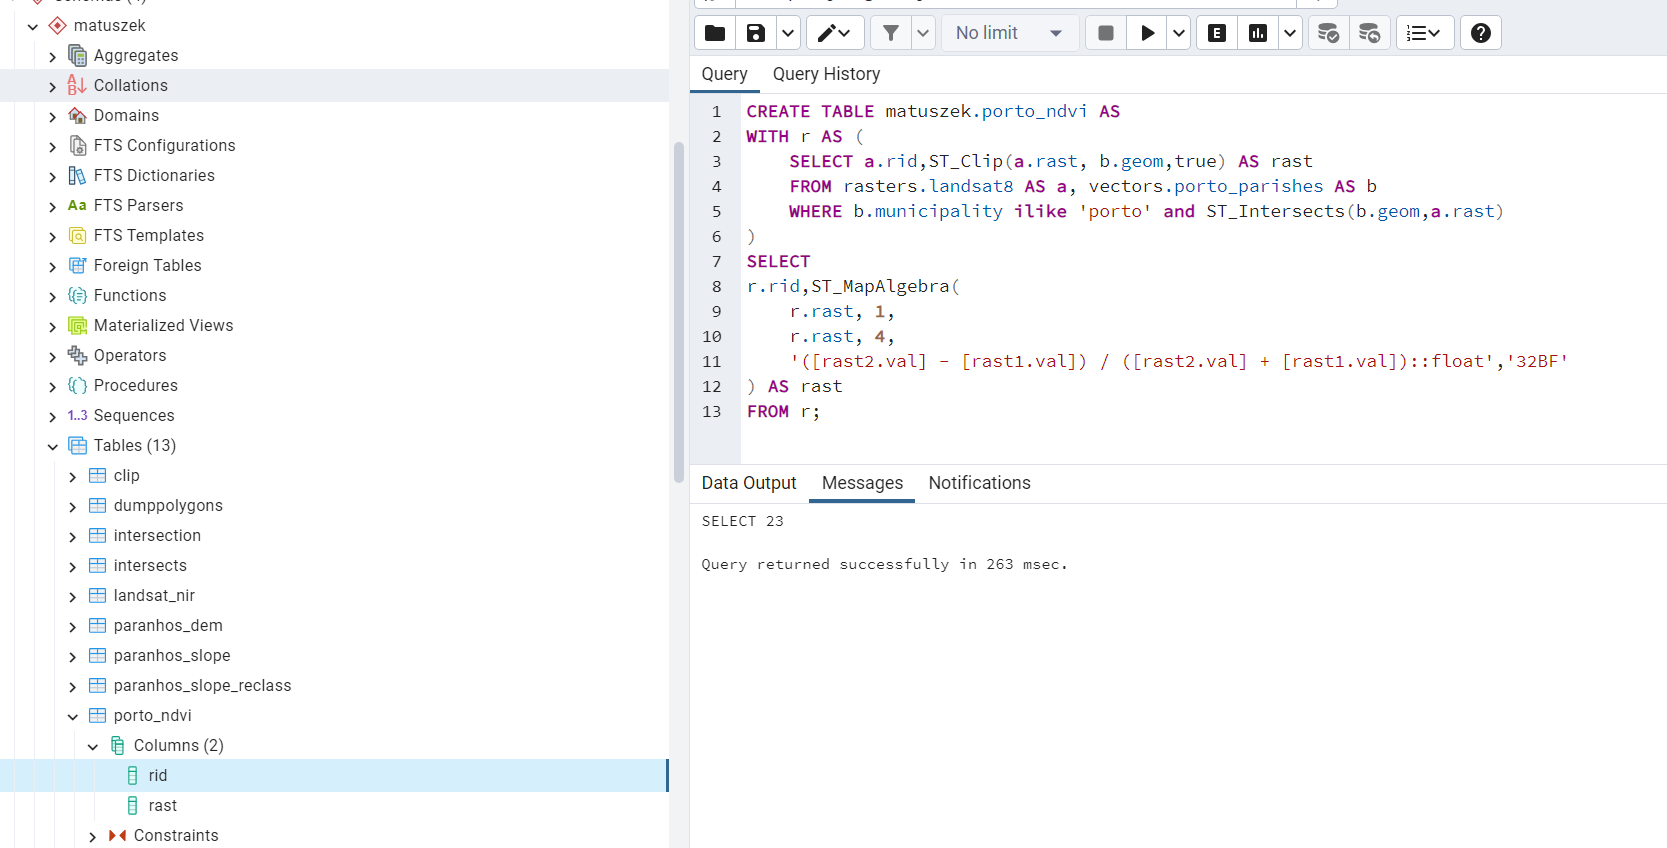 matuszek
Aggregates
Collations
Domains
FTS Configurations
FTS Dictionaries
Aa FTS Parsers
FTS Templates
Foreign Tables
Functions
Materialized Views
Operators
Procedures
1..3 Sequences
Tables (13)
clip
dumppolygons
intersection
intersects
landsat_nir
paranhos_dem
paranhos_slope
paranhos_slope_reclass
porto_ndvi
Columns (2)
rid
rast
Constraints
No limit
E
Query Query History
1 CREATE TABLE matuszek.porto_ndvi AS
2 WITH r AS (
3 SELECT a.rid,ST_Clip(a.rast, b.geom,true) AS rast
4 FROM rasters.landsat8 AS a, vectors.porto_parishes AS b
5 WHERE b.municipality ilike 'porto' and ST_Intersects(b.geom,a.rast)
6 )
7 SELECT
8 r.rid,ST_MapAlgebra(
9 r.rast, 1,
10 r.rast, 4,
11 '([rast2.val] - [rast1.val]) / ([rast2.val] + [rast1.val])::float','32BF'
12 ) AS rast
13 FROM r;
Data Output Messages Notifications
SELECT 23
Query returned successfully in 263 msec.